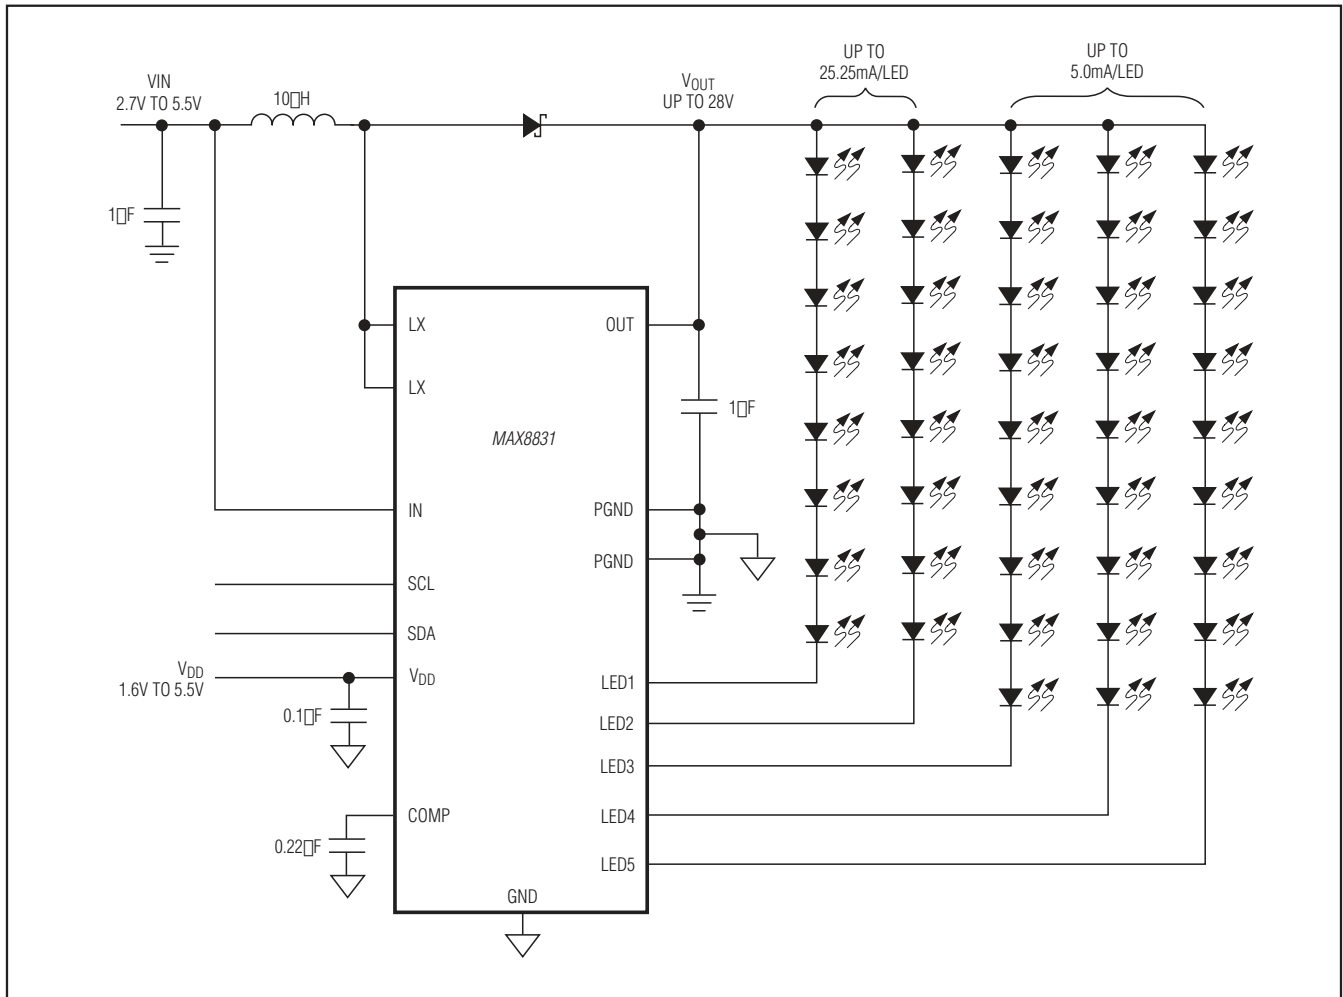 UP TO
25.25mA/LED
UP TO
5.0mA/LED
VIN
2.7V TO 5.5V
10□H
VOUT
UP TO 28V
1□F
LX
OUT
LX
1□F
MAX8831
IN
PGND
PGND
SCL
SDA
VDD
1.6V TO 5.5V
VDD
LED1
0.1□F
LED2
LED3
COMP
LED4
0.22□F
LED5
GND